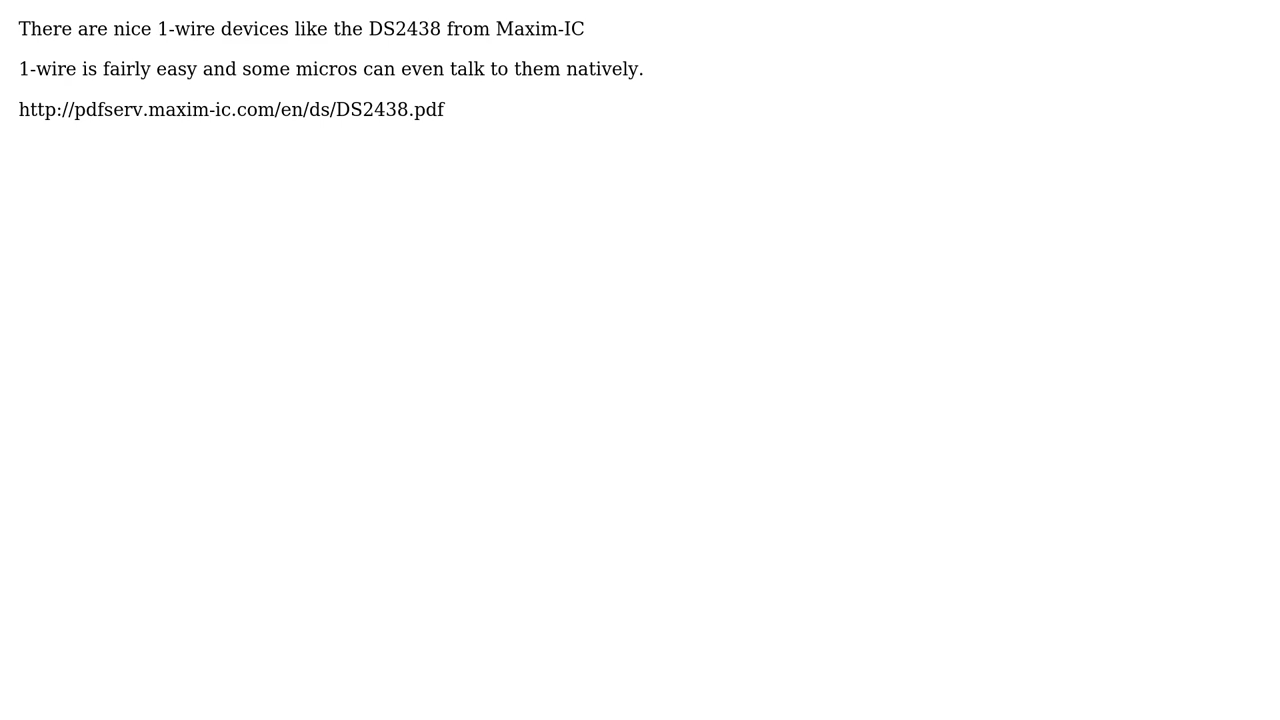 There are nice 1-wire devices like the DS2438 from Maxim-IC
1-wire is fairly easy and some micros can even talk to them natively.
http://pdfserv.maxim-ic.com/en/ds/DS2438.pdf